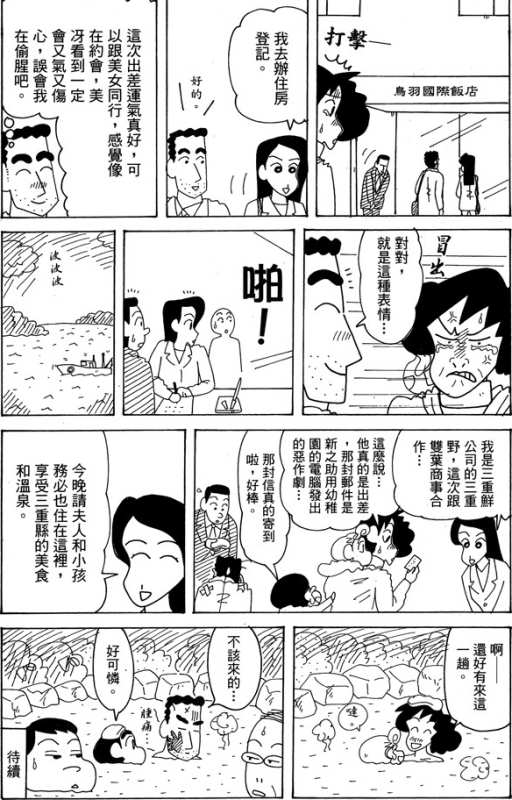 打擊──
鳥羽國際飯店
我去辦住房
登記。
好的。
這次出差運氣真好，可
以跟美女同行，感覺像
在約會，美
冴看到一定
會又氣又傷
心，誤會我
在偷腥吧。
冒出
對對，
就是這種表情…
啪！
波波波
我是三重鮮
公司的三重
野，這次跟
雙葉商事合
作…
這麼說…
他真的是出差
，那封郵件是
新之助用幼稚
園的電腦發出
的惡作劇…
那封信真的寄到
啦，好棒。
今晚請夫人和小孩
務必也住在這裡，
享受三重縣的美食
和溫泉。
啊──
還好有來這
一趟。
噠
不該來的…
腫痛…
好可憐。
待續